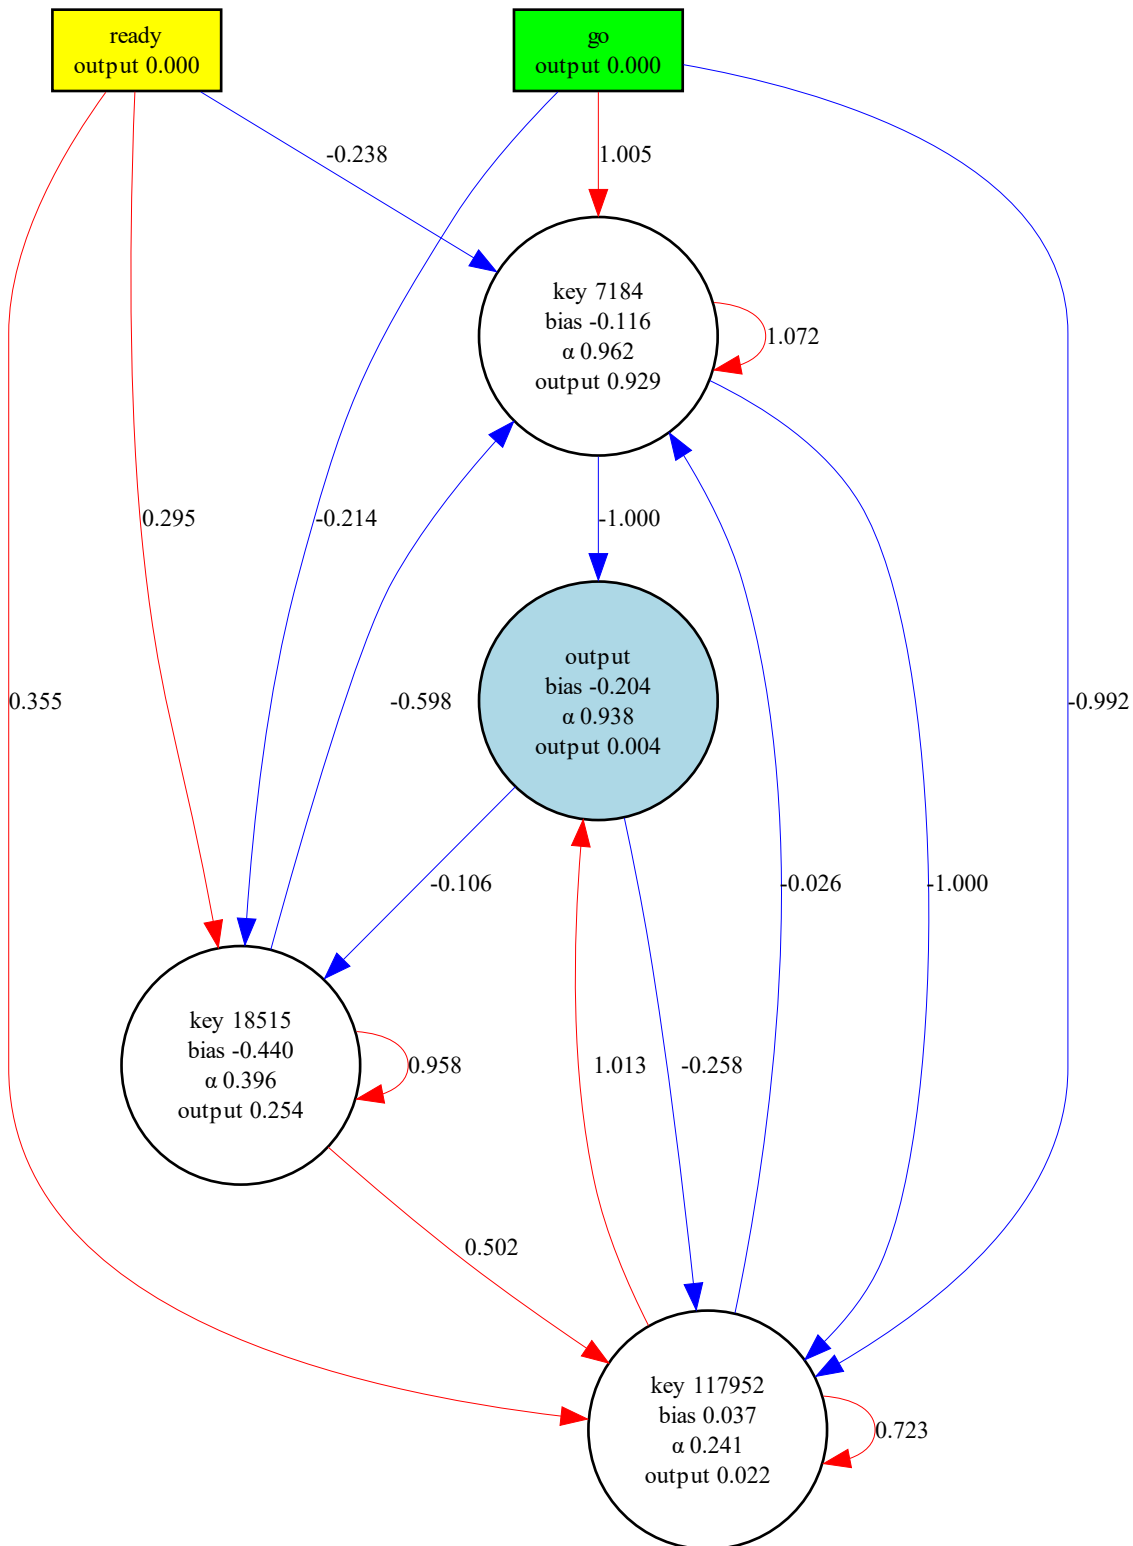 ready
output 0.000
go
output 0.000
-0.238
1.005
key 7184
bias -0.116
α 0.962
output 0.929
1.072
0.295
-0.214
-1.000
output
bias -0.204
α 0.938
output 0.004
0.355
-0.598
-0.992
-0.106
-0.026
-1.000
key 18515
bias -0.440
α 0.396
output 0.254
0.958
1.013
-0.258
0.502
key 117952
bias 0.037
α 0.241
output 0.022
0.723